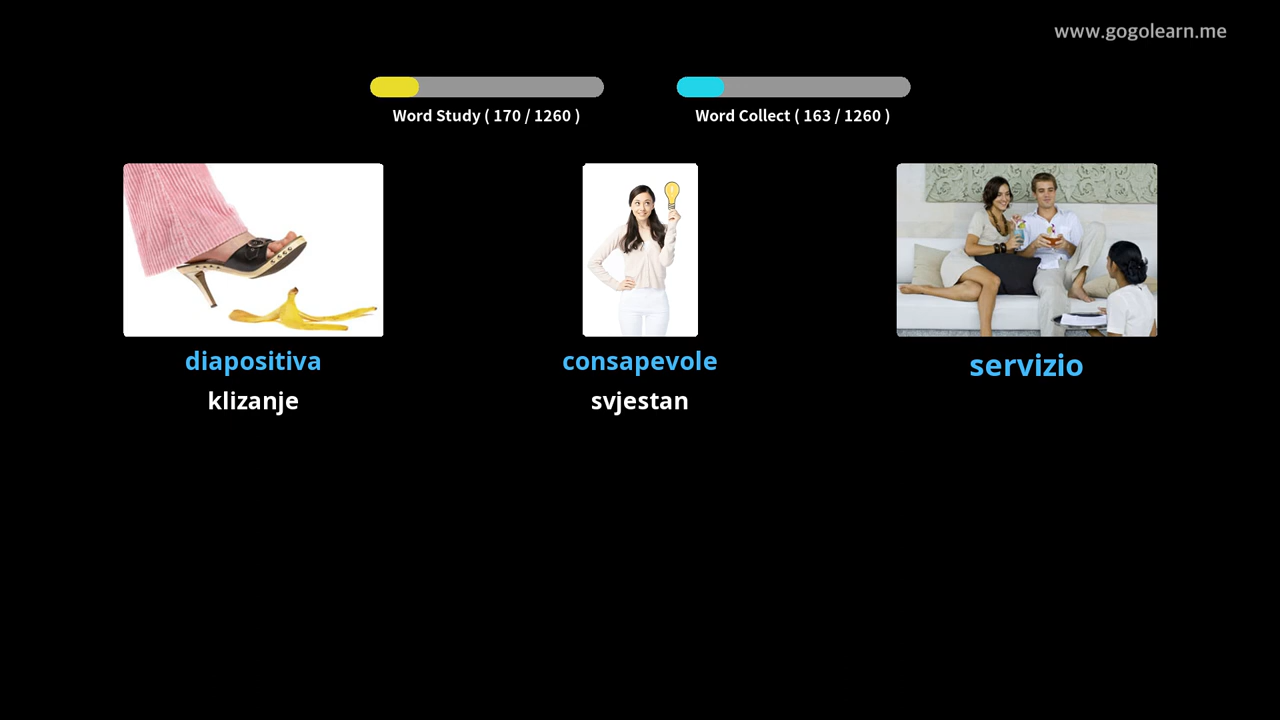 www.gogolearn.me
Word Study ( 170 / 1260 )
Word Collect ( 163 / 1260 )
diapositiva
klizanje
consapevole
svjestan
servizio